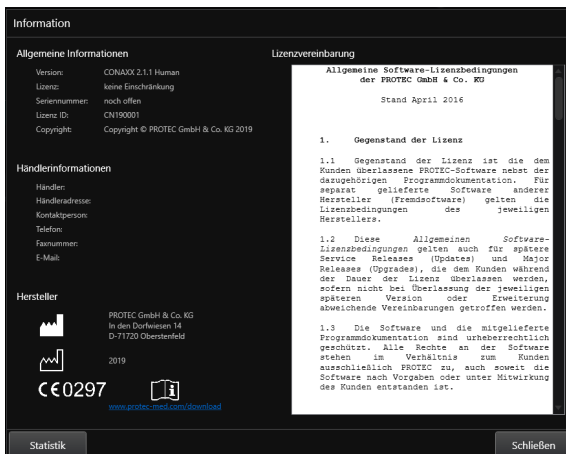 Information
Allgemeine Informationen
Version: CONAXX 2.1.1 Human
Lizenz: keine Einschränkung
Seriennummer: noch offen
Lizenz ID: CN190001
Copyright: Copyright © PROTEC GmbH & Co. KG 2019
Händlerinformationen
Händler:
Händleradresse:
Kontaktperson:
Telefon:
Faxnummer:
E-Mail:
Hersteller
PROTEC GmbH & Co. KG
In den Dorfwiesen 14
D-71720 Oberstenfeld
2019
CE0297
www.protec-med.com/download
Lizenzvereinbarung
Allgemeine Software-Lizenzbedingungen
der PROTEC GmbH & Co. KG
Stand April 2016
1. Gegenstand der Lizenz
1.1 Gegenstand der Lizenz ist die dem
Kunden überlassene PROTEC-Software nebst der
dazugehörigen Programmdokumentation. Für
separat gelieferte Software anderer
Hersteller (Fremdsoftware) gelten die
Lizenzbedingungen des jeweiligen
Herstellers.
1.2 Diese Allgemeinen Software-
Lizenzbedingungen gelten auch für spätere
Service Releases (Updates) und Major
Releases (Upgrades), die dem Kunden während
der Dauer der Lizenz überlassen werden,
sofern nicht bei Überlassung der jeweiligen
späteren Version oder Erweiterung
abweichende Vereinbarungen getroffen werden.
1.3 Die Software und die mitgelieferte
Programmdokumentation sind urheberrechtlich
geschützt. Alle Rechte an der Software
stehen im Verhältnis zum Kunden
ausschließlich PROTEC zu, auch soweit die
Software nach Vorgaben oder unter Mitwirkung
des Kunden entstanden ist.
Statistik
Schließen